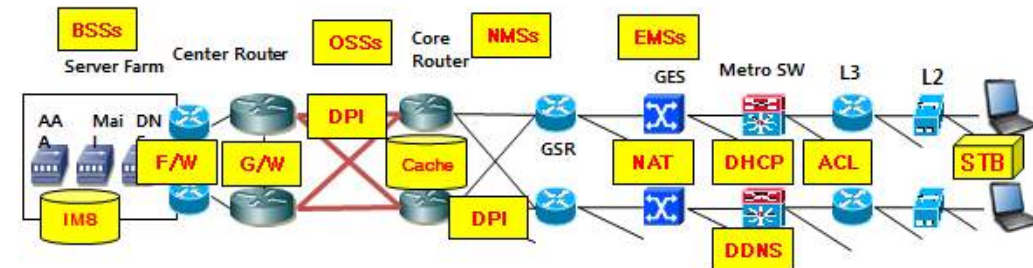 BSSs
OSSs
NMSs
EMSs
Server Farm
Center Router
Core
Router
GES
Metro SW
L3
L2
AA
A
Mai
l
DN
DPI
F/W
G/W
Cache
GSR
NAT
DHCP
ACL
STB
IMS
DPI
DDNS